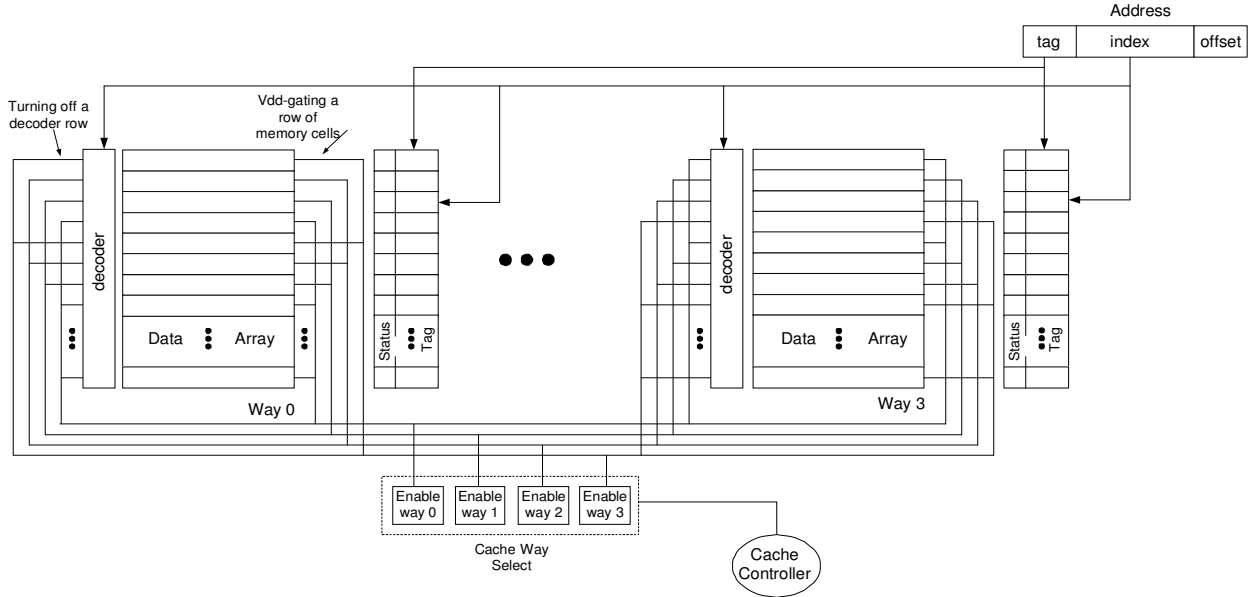 Address
tag index offset
Turning off a
decoder row
Vdd-gating a
row of
memory cells
decoder
Data Array
Status
Tag
Way 0
decoder
Data Array
Status
Tag
Way 3
Enable
way 0
Enable
way 1
Enable
way 2
Enable
way 3
Cache Way
Select
Cache
Controller